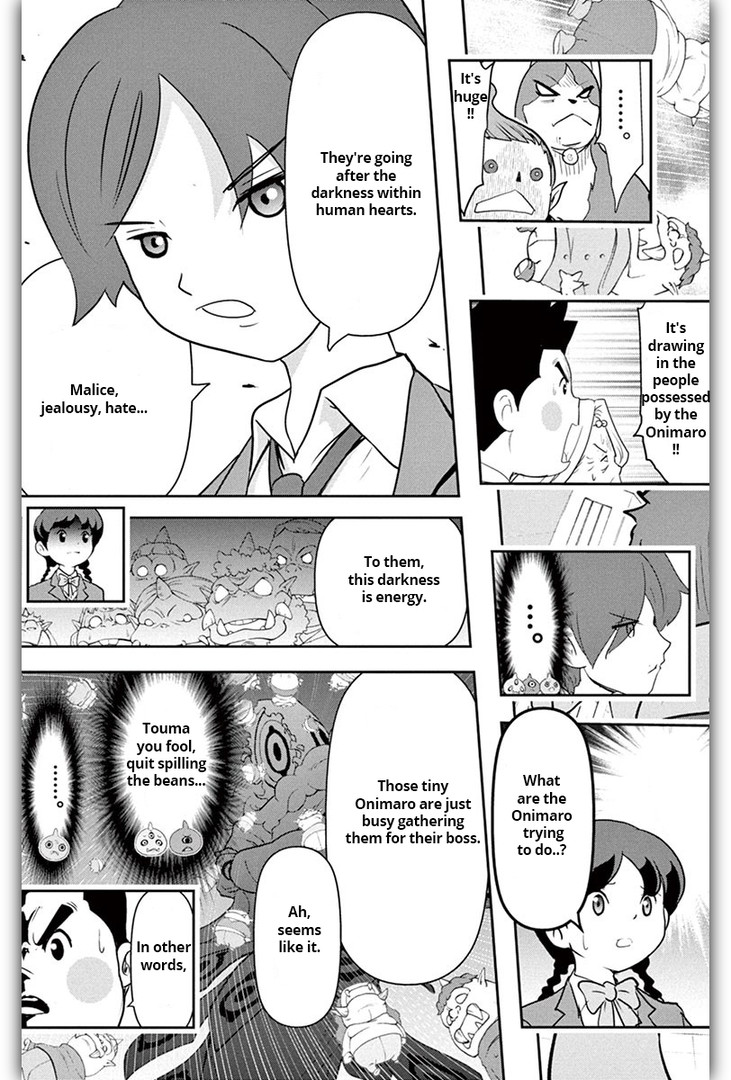 It's
huge
!!
•••••。
It's
drawing
in the
people
possessed
by the
Onimaro
!!
•••。
What
are the
Onimaro
trying
to do..?
They're going
after the
darkness within
human hearts.
Malice,
jealousy, hate...
To them,
this darkness
is energy.
Those tiny
Onimaro are just
busy gathering
them for their boss.
Ah,
seems
like it.
Touma
you fool,
quit spilling
the beans...
•••••。
In other
words,